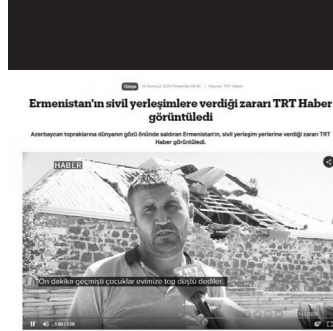 Dünya
Ermenistan'ın sivil yerleşimlere verdiği zararı TRT Haber
görüntüledi
Azerbaycan topraklarına dünyanın gözü önünde saldıran Ermenistan'ın, sivil yerleşim yerlerine verdiği zararı TRT
Haber görüntüledi.
HABER
"On dakika geçmişti çocuklar evimize top düştü dediler.